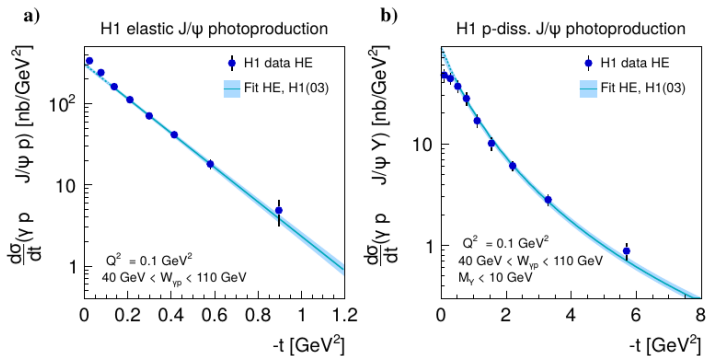 a)
H1 elastic J/ψ photoproduction
dσ/dt (γ p J/ψ p) [nb/GeV²]
10²
10
1
H1 data HE
Fit HE, H1(03)
Q² = 0.1 GeV²
40 GeV < Wγp < 110 GeV
0 0.2 0.4 0.6 0.8 1 1.2
-t [GeV²]
b)
H1 p-diss. J/ψ photoproduction
dσ/dt (γ p J/ψ Y) [nb/GeV²]
10
1
H1 data HE
Fit HE, H1(03)
Q² = 0.1 GeV²
40 GeV < Wγp < 110 GeV
MY < 10 GeV
0 2 4 6 8
-t [GeV²]